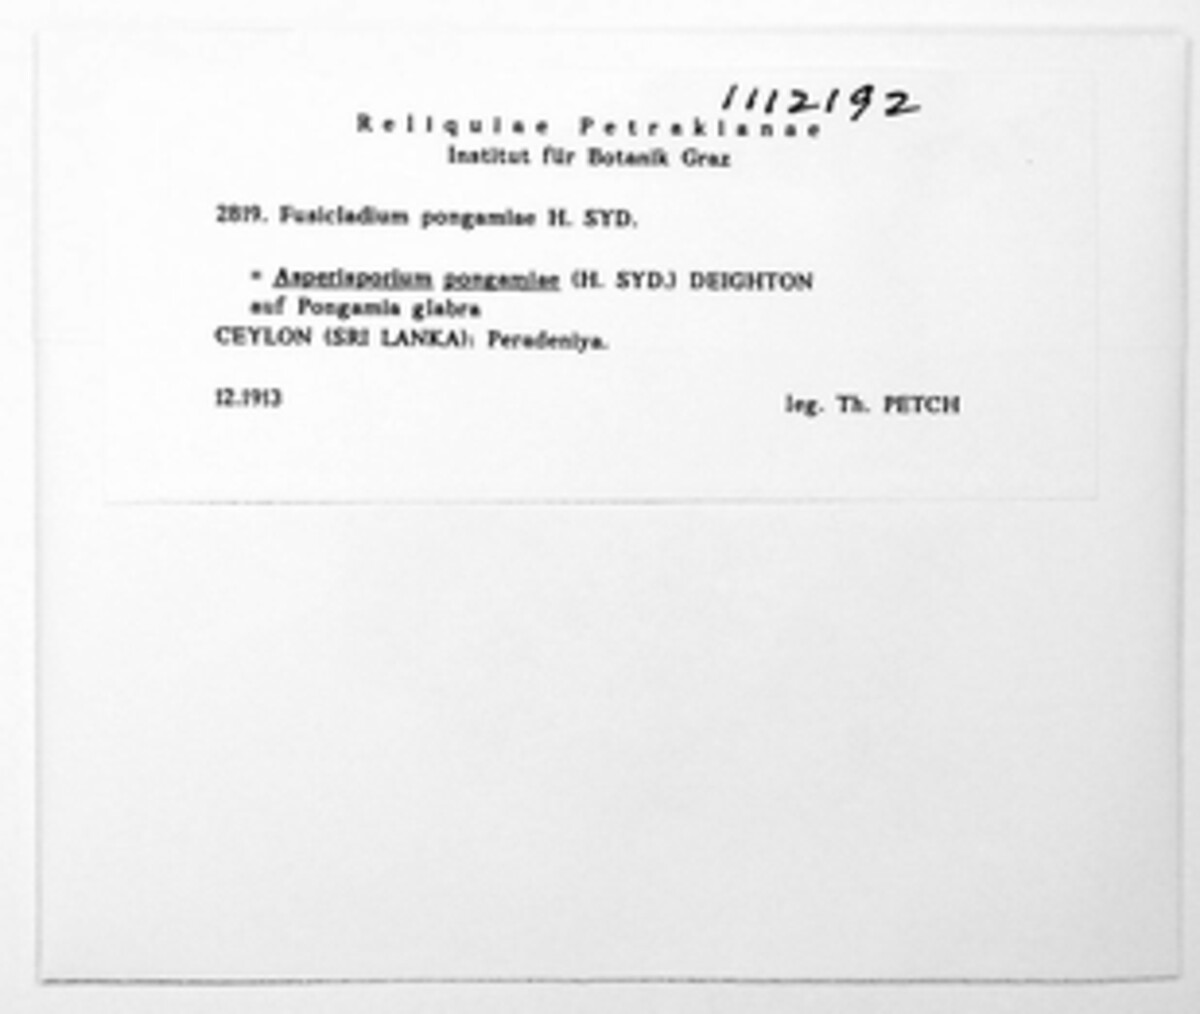 1112192
Reliquiae Petrakianae
Institut für Botanik Graz
2819. Fusicladium pongamiae H. SYD.
= Asperisporium pongamiae (H. SYD.) DEIGHTON
auf Pongamia glabra
CEYLON (SRI LANKA): Peradeniya.
12.1913
leg. Th. PETCH